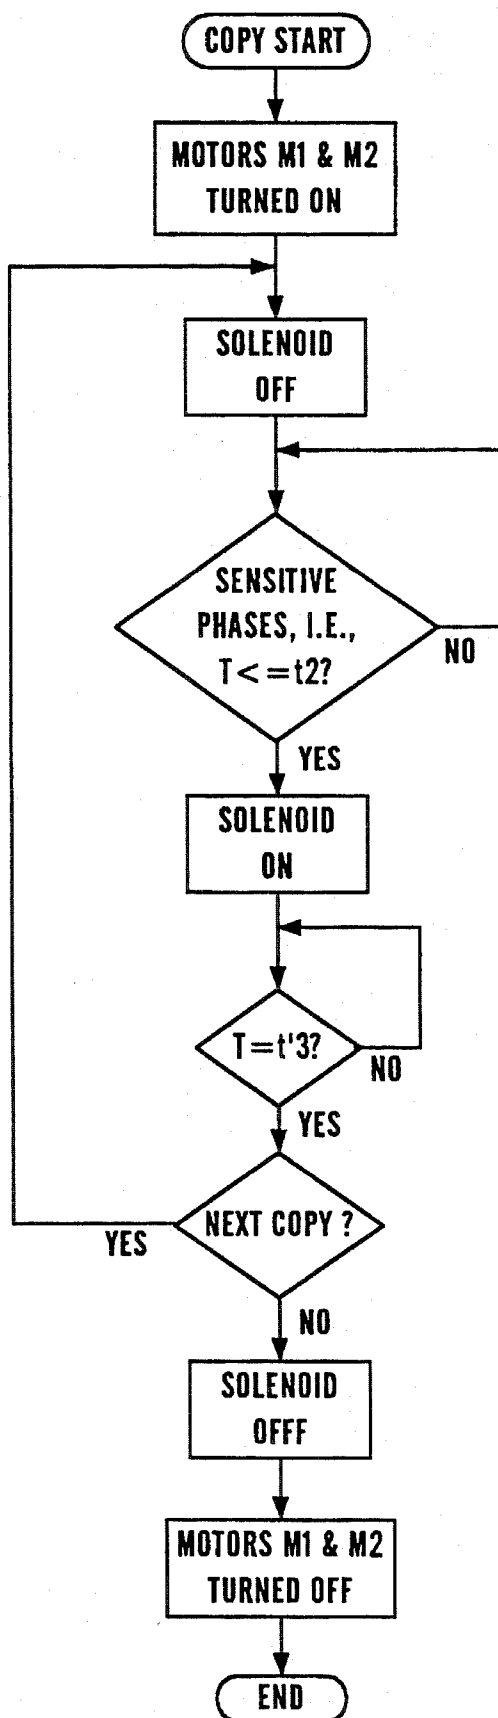 COPY START
MOTORS M1 & M2
TURNED ON
SOLENOID
OFF
SENSITIVE
PHASES, I.E.,
T<=t2?
NO
YES
SOLENOID
ON
T=t'3?
NO
YES
NEXT COPY ?
YES
NO
SOLENOID
OFFF
MOTORS M1 & M2
TURNED OFF
END